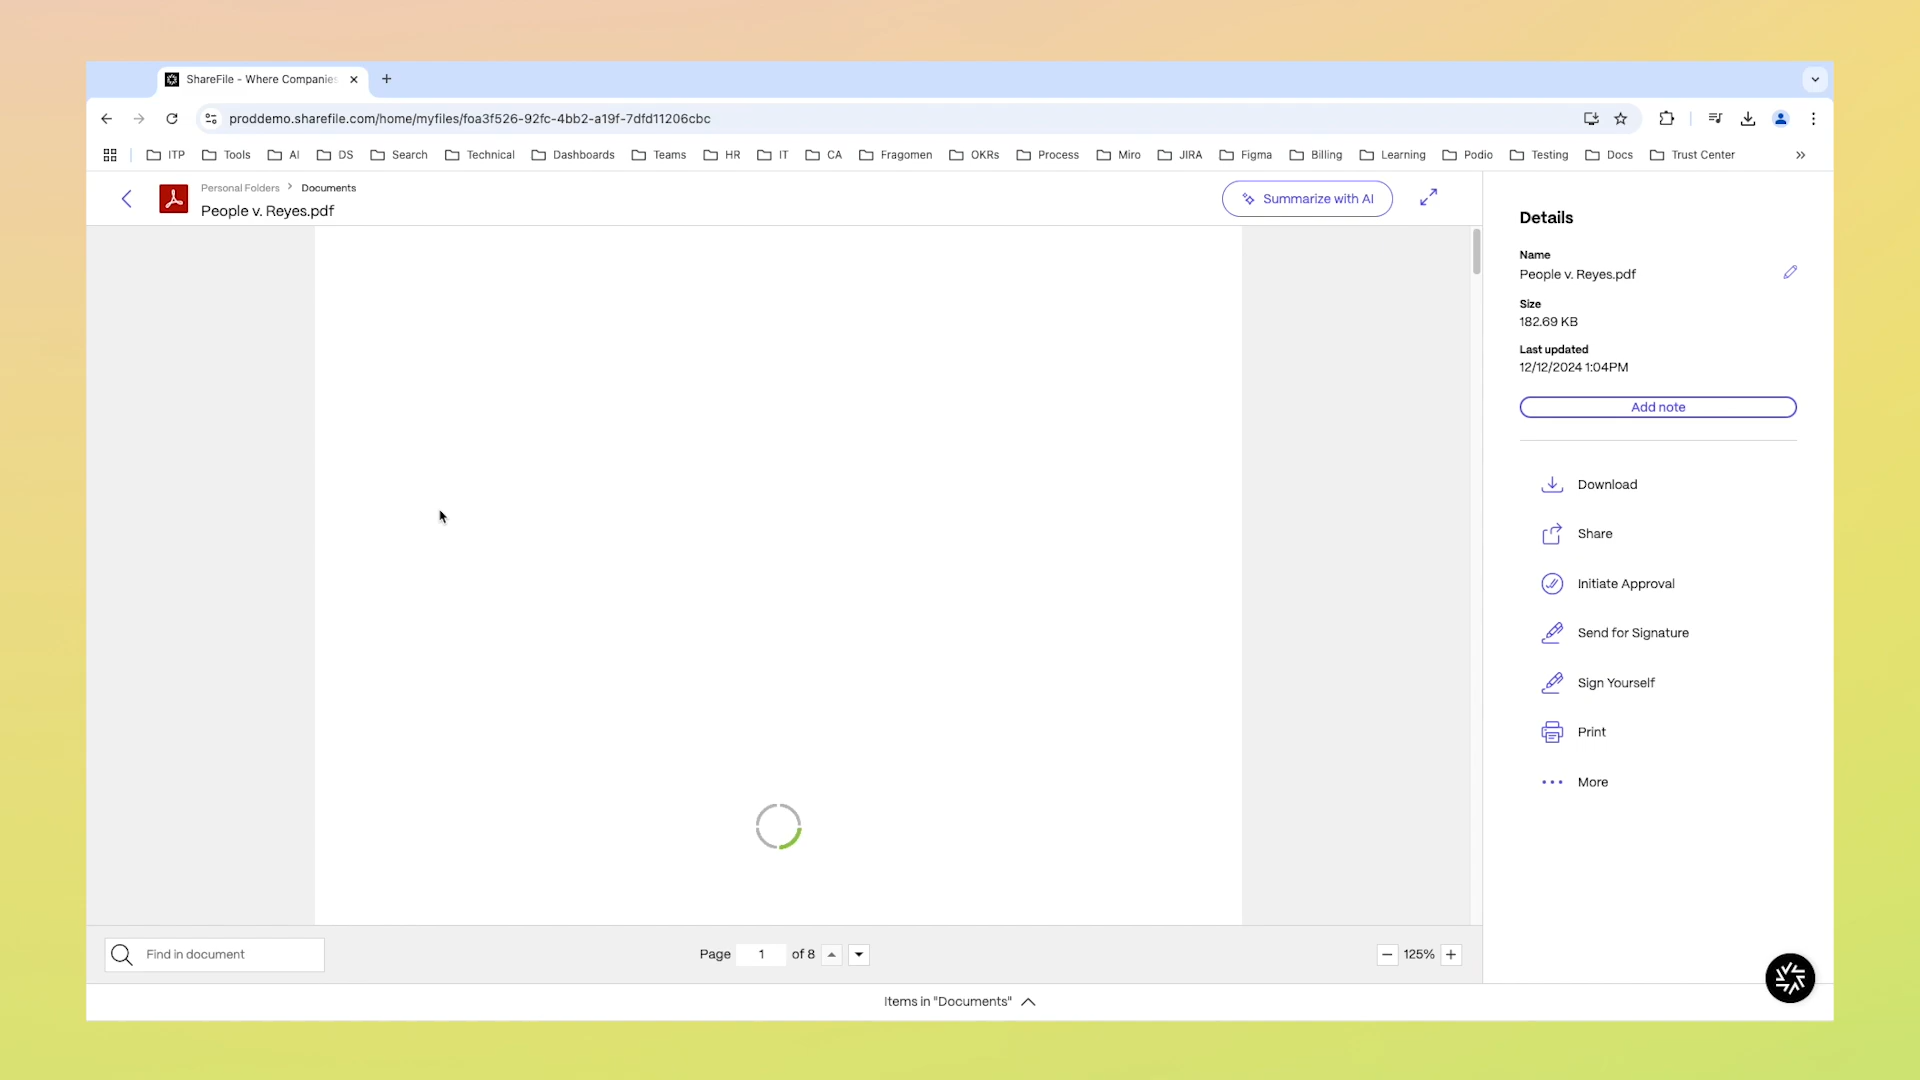 ShareFile - Where Companies
proddemo.sharefile.com/home/myfiles/foa3f526-92fc-4bb2-a19f-7dfd11206cbc
ITP Tools AI DS Search Technical Dashboards Teams HR IT CA Fragomen OKRs Process Miro JIRA Figma Billing Learning Podio Testing Docs Trust Center
Personal Folders > Documents
People v. Reyes.pdf
Summarize with AI
Details
Name
People v. Reyes.pdf
Size
182.69 KB
Last updated
12/12/2024 1:04PM
Add note
Download
Share
Initiate Approval
Send for Signature
Sign Yourself
Print
More
Find in document
Page 1 of 8
125%
Items in "Documents"